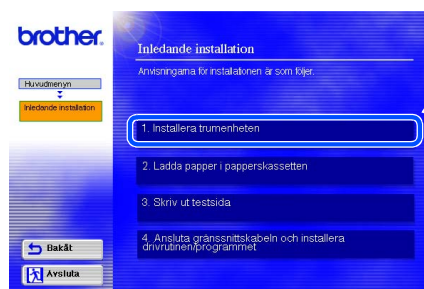 brother.
Inledande installation
Anvisningarna för installationen är som följer.
Huvudmenyn
Inledande installation
1. Installera trumenheten
2. Ladda papper i papperskassetten
3. Skriv ut testsida
4. Ansluta gränssnittskabeln och installera
drivrutinen/programmet
Bakåt
Avsluta